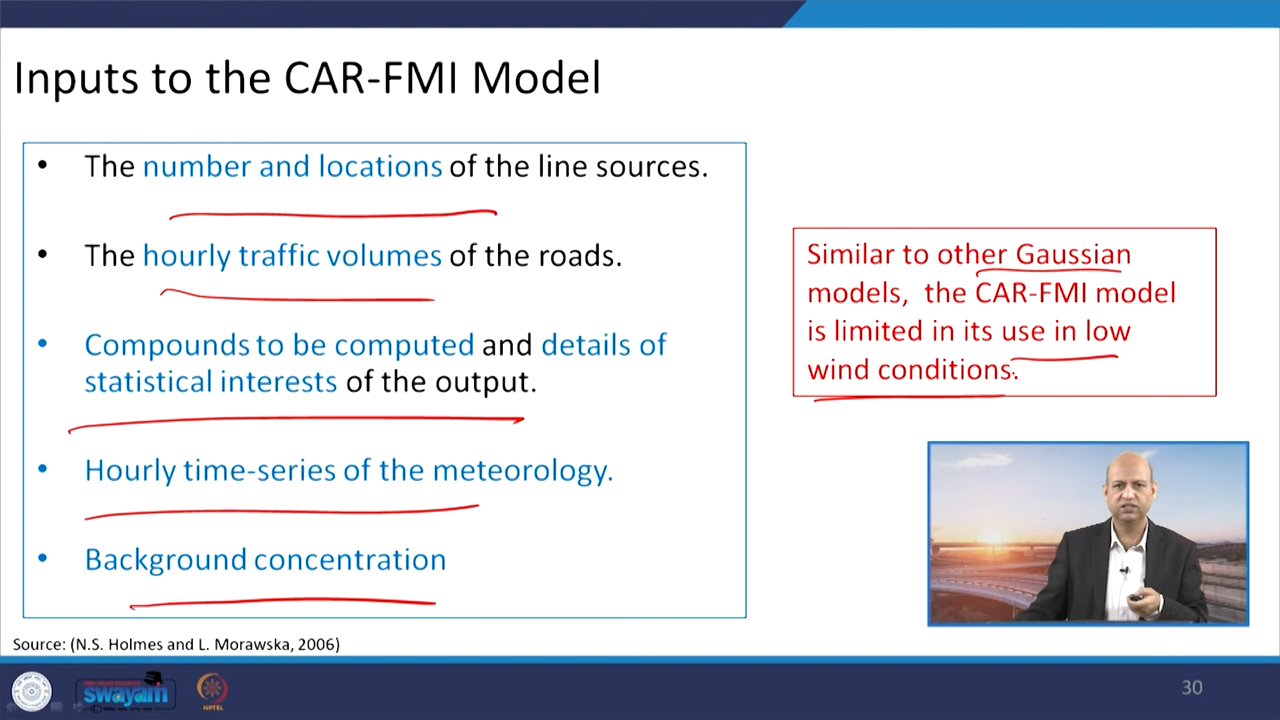 Inputs to the CAR-FMI Model
• The number and locations of the line sources.
• The hourly traffic volumes of the roads.
• Compounds to be computed and details of
statistical interests of the output.
• Hourly time-series of the meteorology.
• Background concentration
Similar to other Gaussian
models, the CAR-FMI model
is limited in its use in low
wind conditions.
Source: (N.S. Holmes and L. Morawska, 2006)
swayam
NPTEL
30